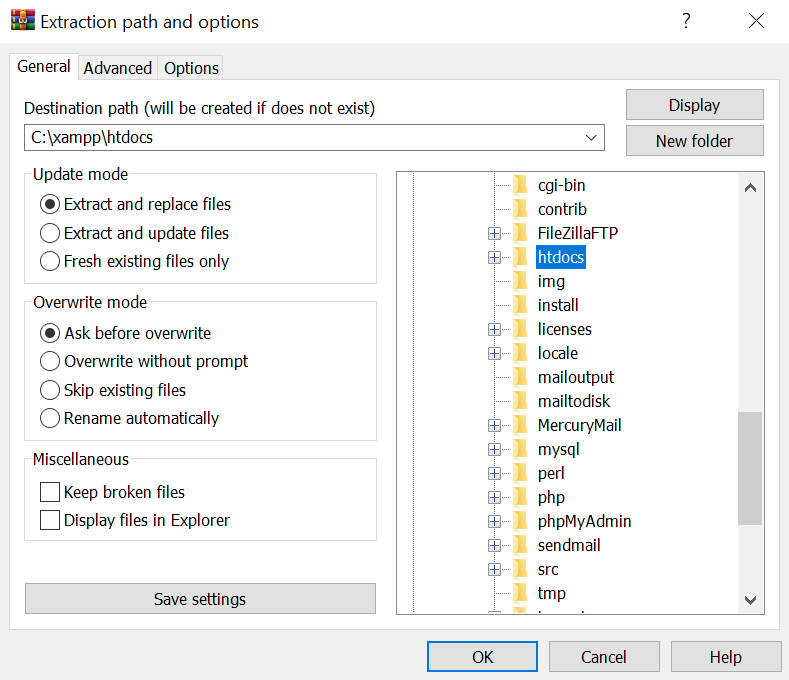 Extraction path and options
?
General
Advanced
Options
Destination path (will be created if does not exist)
C:\xampp\htdocs
Display
New folder
Update mode
Extract and replace files
Extract and update files
Fresh existing files only
Overwrite mode
Ask before overwrite
Overwrite without prompt
Skip existing files
Rename automatically
Miscellaneous
Keep broken files
Display files in Explorer
Save settings
cgi-bin
contrib
FileZillaFTP
htdocs
img
install
licenses
locale
mailoutput
mailtodisk
MercuryMail
mysql
perl
php
phpMyAdmin
sendmail
src
tmp
OK
Cancel
Help